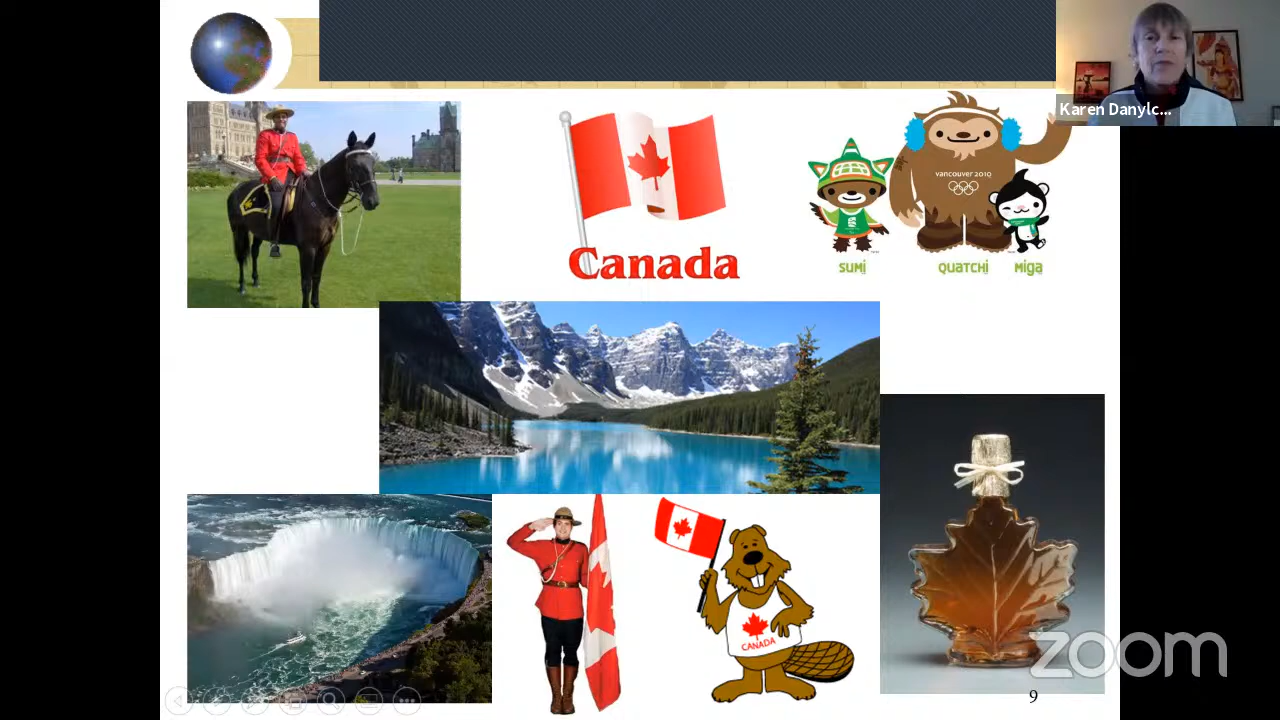 Karen Danylc...
vancouver 2010
Canada
SUMI
QUATCHI
MIGA
CANADA
zoom
9